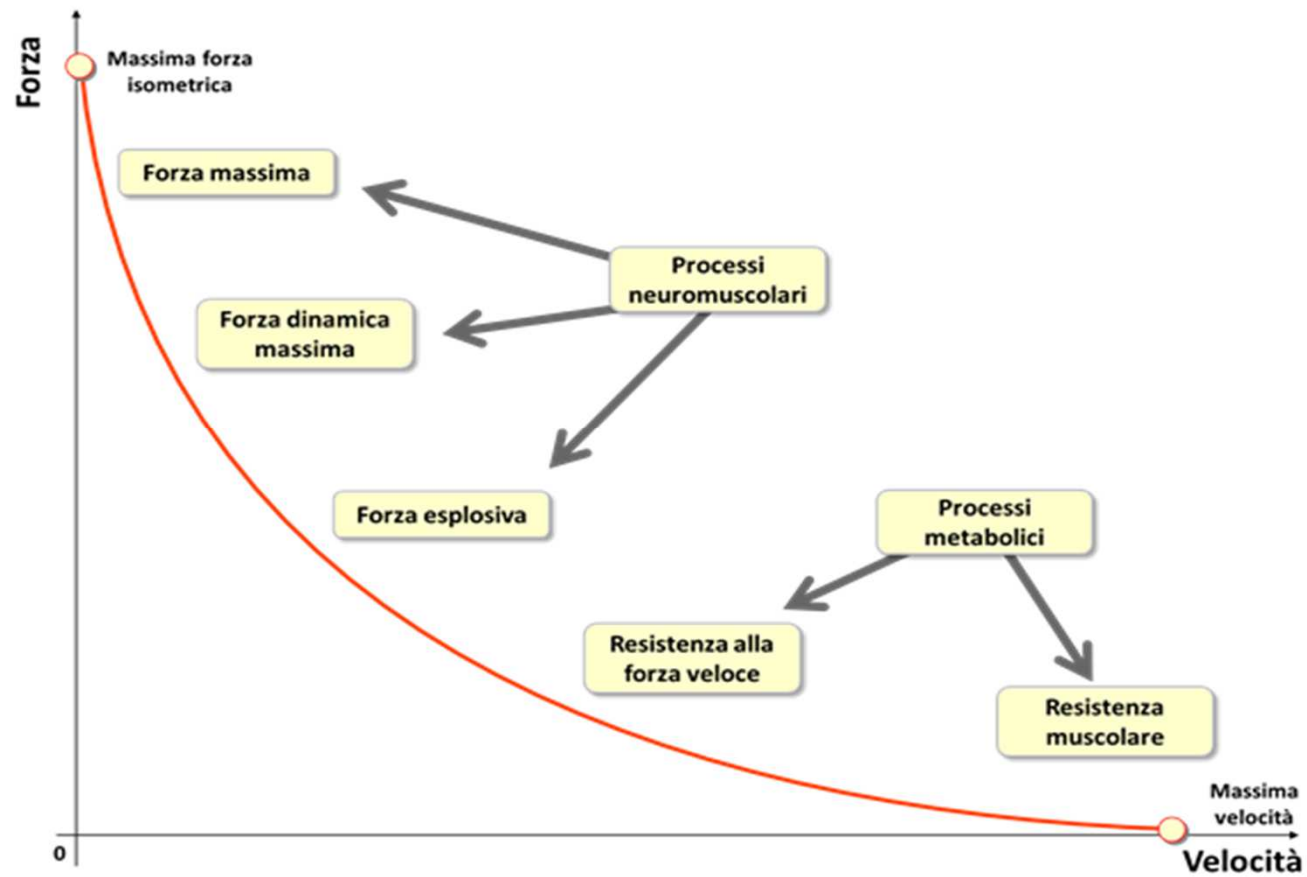 Forza
Massima forza
isometrica
Forza massima
Processi
neuromuscolari
Forza dinamica
massima
Forza esplosiva
Processi
metabolici
Resistenza alla
forza veloce
Resistenza
muscolare
Massima
velocità
0
Velocità